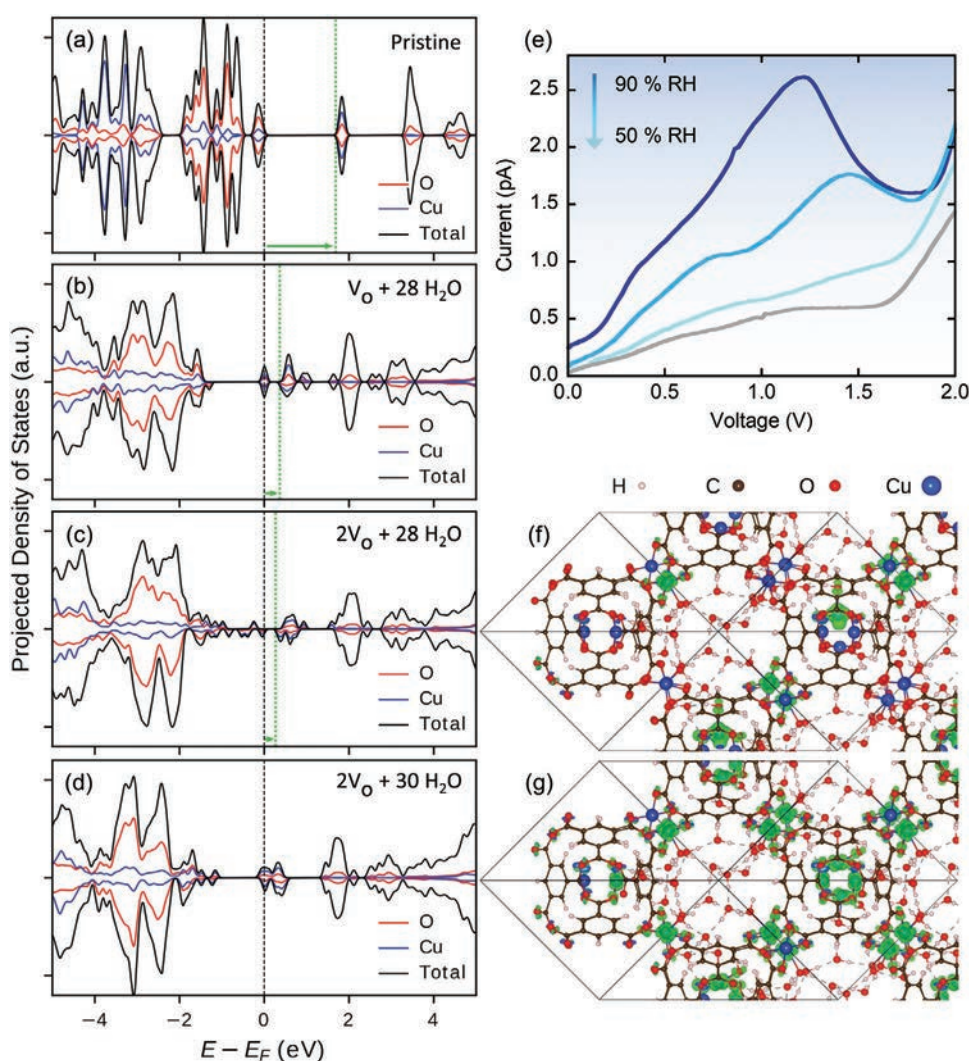 Projected Density of States (a.u.)
(a)
Pristine
O
Cu
Total
(b)
V_O + 28 H₂O
O
Cu
Total
(c)
2V_O + 28 H₂O
O
Cu
Total
(d)
2V_O + 30 H₂O
O
Cu
Total
−4 −2 0 2 4
E − E_F (eV)
(e)
90 % RH
50 % RH
2.5
2.0
1.5
1.0
0.5
0.0
Current (pA)
0.0 0.5 1.0 1.5 2.0
Voltage (V)
H C O Cu
(f)
(g)